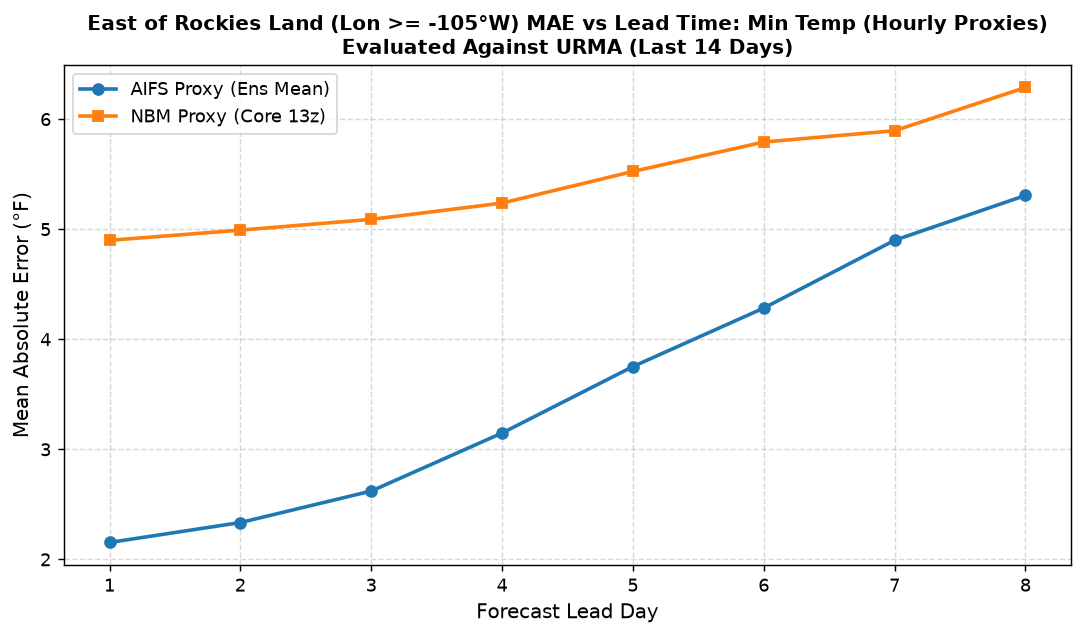 East of Rockies Land (Lon >= -105°W) MAE vs Lead Time: Min Temp (Hourly Proxies)
Evaluated Against URMA (Last 14 Days)
AIFS Proxy (Ens Mean)
NBM Proxy (Core 13z)
Mean Absolute Error (°F)
6
5
4
3
2
1 2 3 4 5 6 7 8
Forecast Lead Day